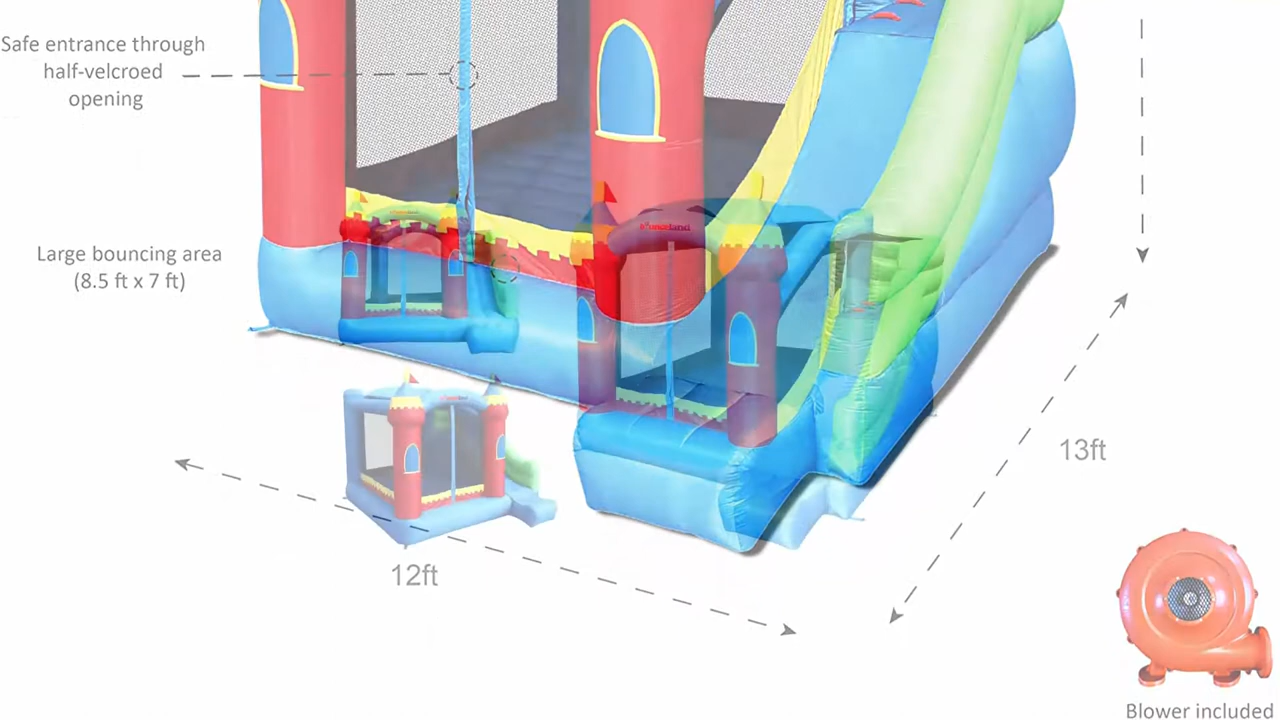 Safe entrance through
half-velcroed
opening
Large bouncing area
(8.5 ft x 7 ft)
13ft
12ft
Blower included